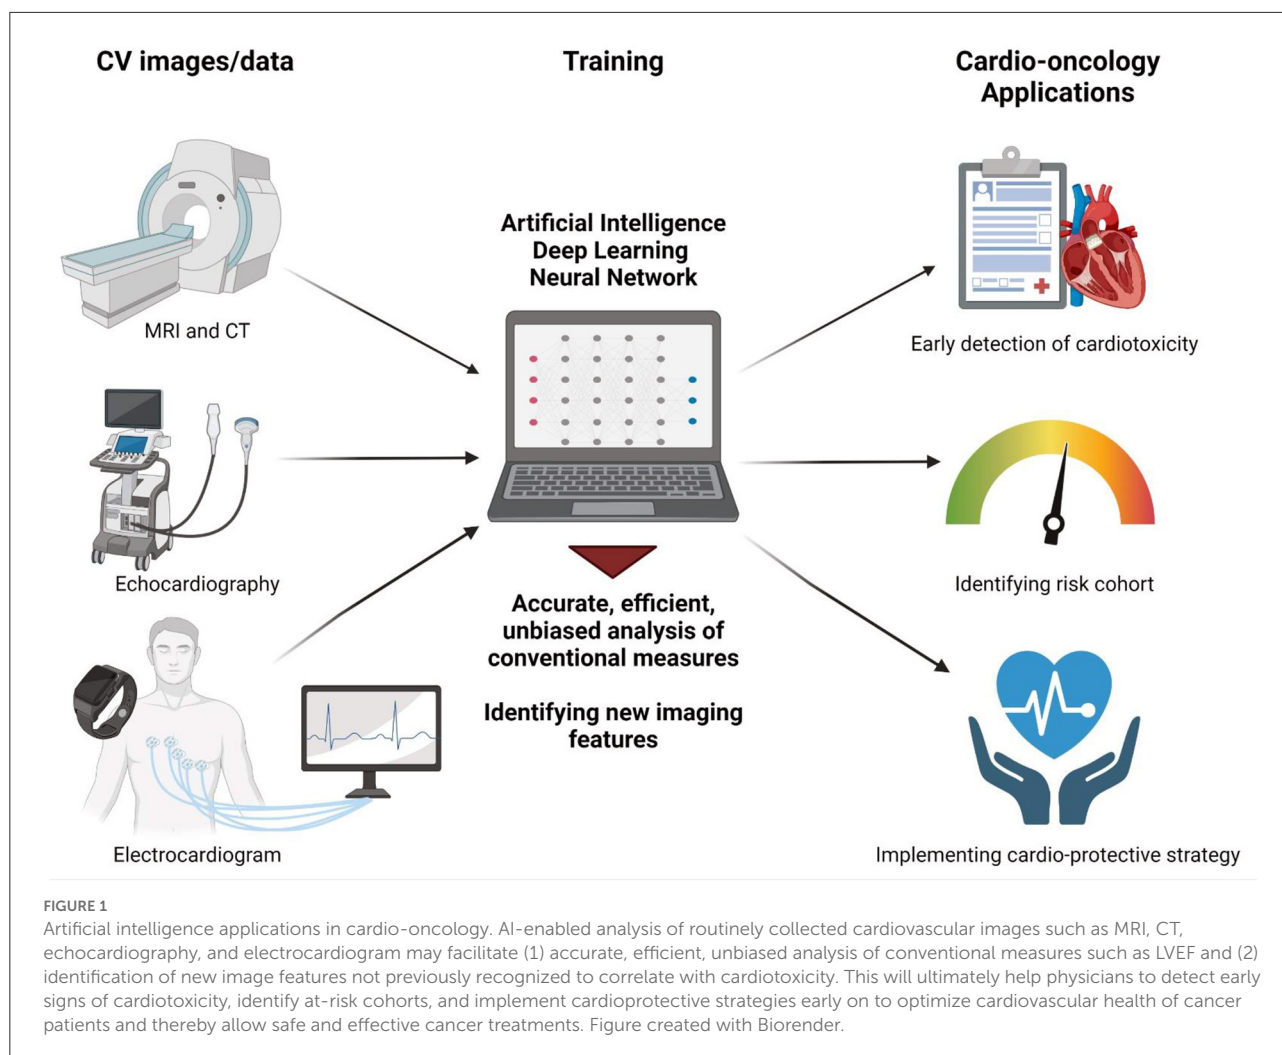 CV images/data
Training
Cardio-oncology
Applications
MRI and CT
Echocardiography
Electrocardiogram
Artificial Intelligence
Deep Learning
Neural Network
Accurate, efficient,
unbiased analysis of
conventional measures
Identifying new imaging
features
Early detection of cardiotoxicity
Identifying risk cohort
Implementing cardio-protective strategy
FIGURE 1
Artificial intelligence applications in cardio-oncology. AI-enabled analysis of routinely collected cardiovascular images such as MRI, CT,
echocardiography, and electrocardiogram may facilitate (1) accurate, efficient, unbiased analysis of conventional measures such as LVEF and (2)
identification of new image features not previously recognized to correlate with cardiotoxicity. This will ultimately help physicians to detect early
signs of cardiotoxicity, identify at-risk cohorts, and implement cardioprotective strategies early on to optimize cardiovascular health of cancer
patients and thereby allow safe and effective cancer treatments. Figure created with Biorender.